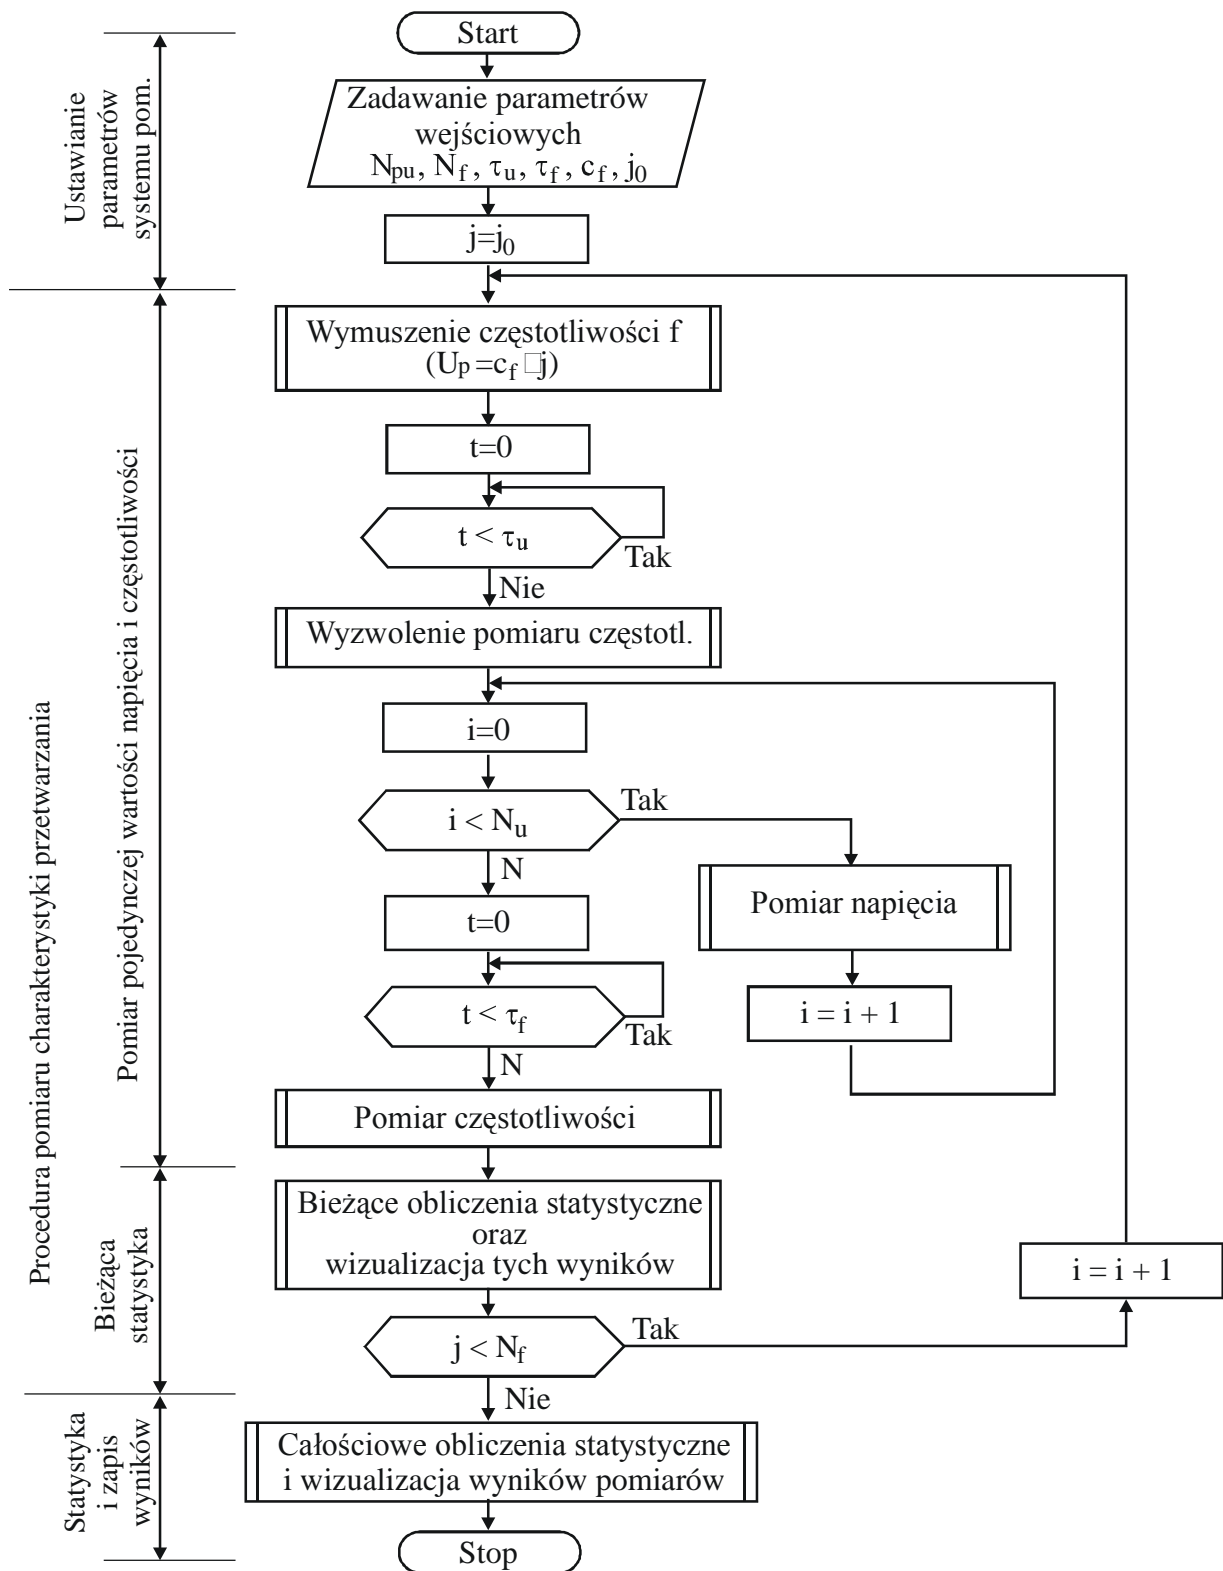 Start
Zadawanie parametrów
wejściowych
Npu, Nf, τu, τf, cf, j0
j=j0
Wymuszenie częstotliwości f
(Up=cf □j)
t=0
t < τu
Tak
Nie
Wyzwolenie pomiaru częstotl.
i=0
i < Nu
Tak
N
Pomiar napięcia
i = i + 1
t=0
t < τf
Tak
N
Pomiar częstotliwości
Bieżące obliczenia statystyczne
oraz
wizualizacja tych wyników
i = i + 1
j < Nf
Tak
Nie
Całościowe obliczenia statystyczne
i wizualizacja wyników pomiarów
Stop
Ustawianie
parametrów
systemu pom.
Procedura pomiaru charakterystyki przetwarzania
Pomiar pojedynczej wartości napięcia i częstotliwości
Bieżąca
statystyka
Statystyka
i zapis
wyników